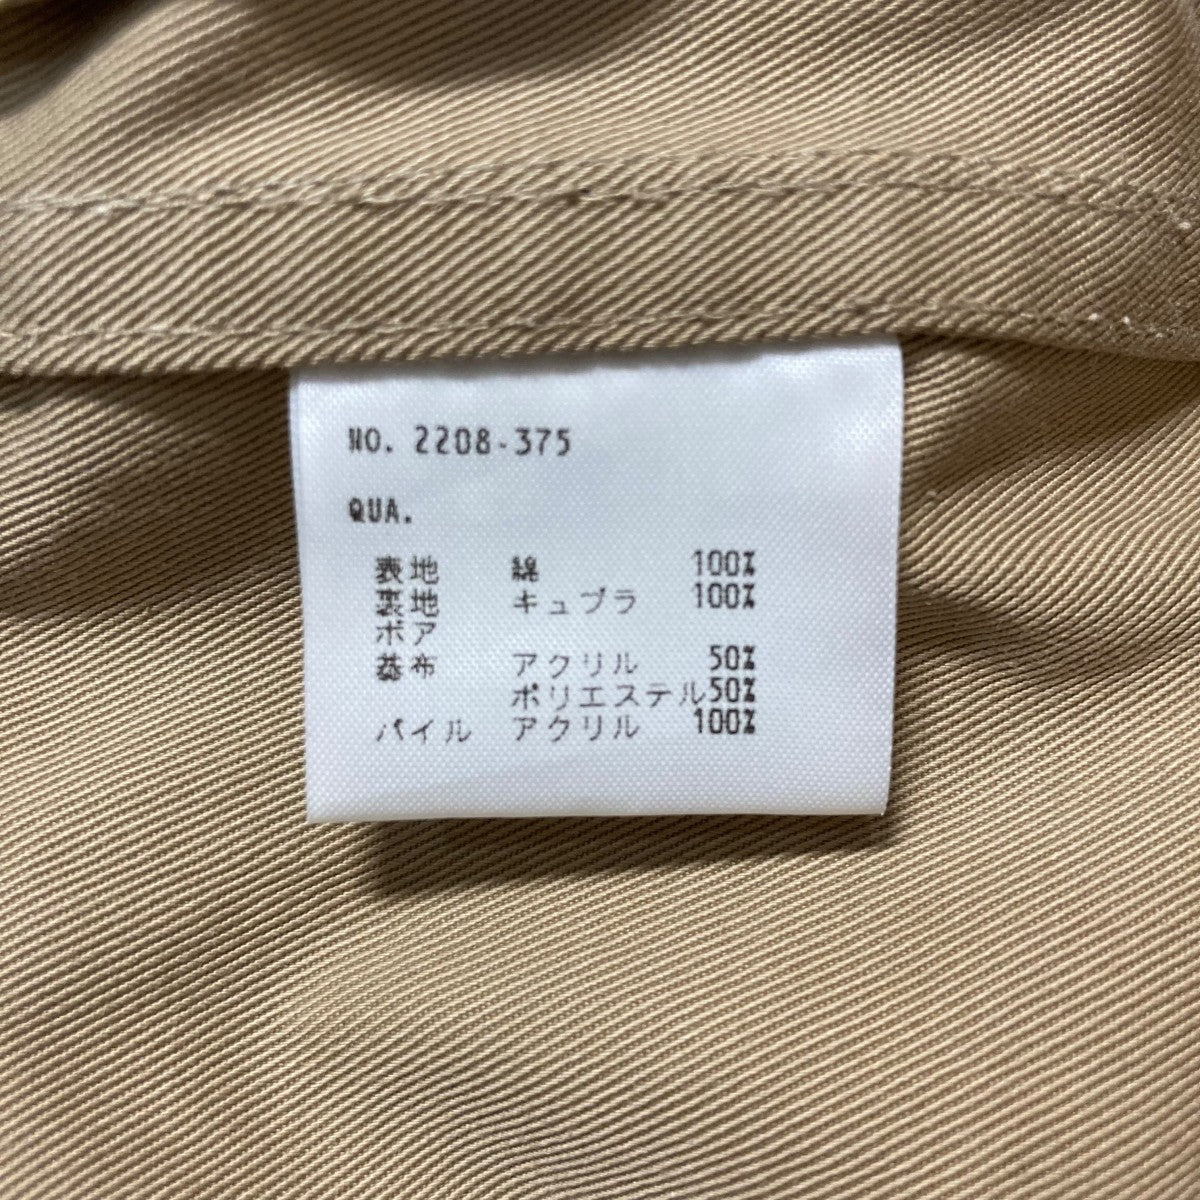 NO. 2208-375
QUA.
表地 綿 100%
裏地 キュプラ 100%
ボア
基布 アクリル 50%
ポリエステル50%
パイル アクリル 100%